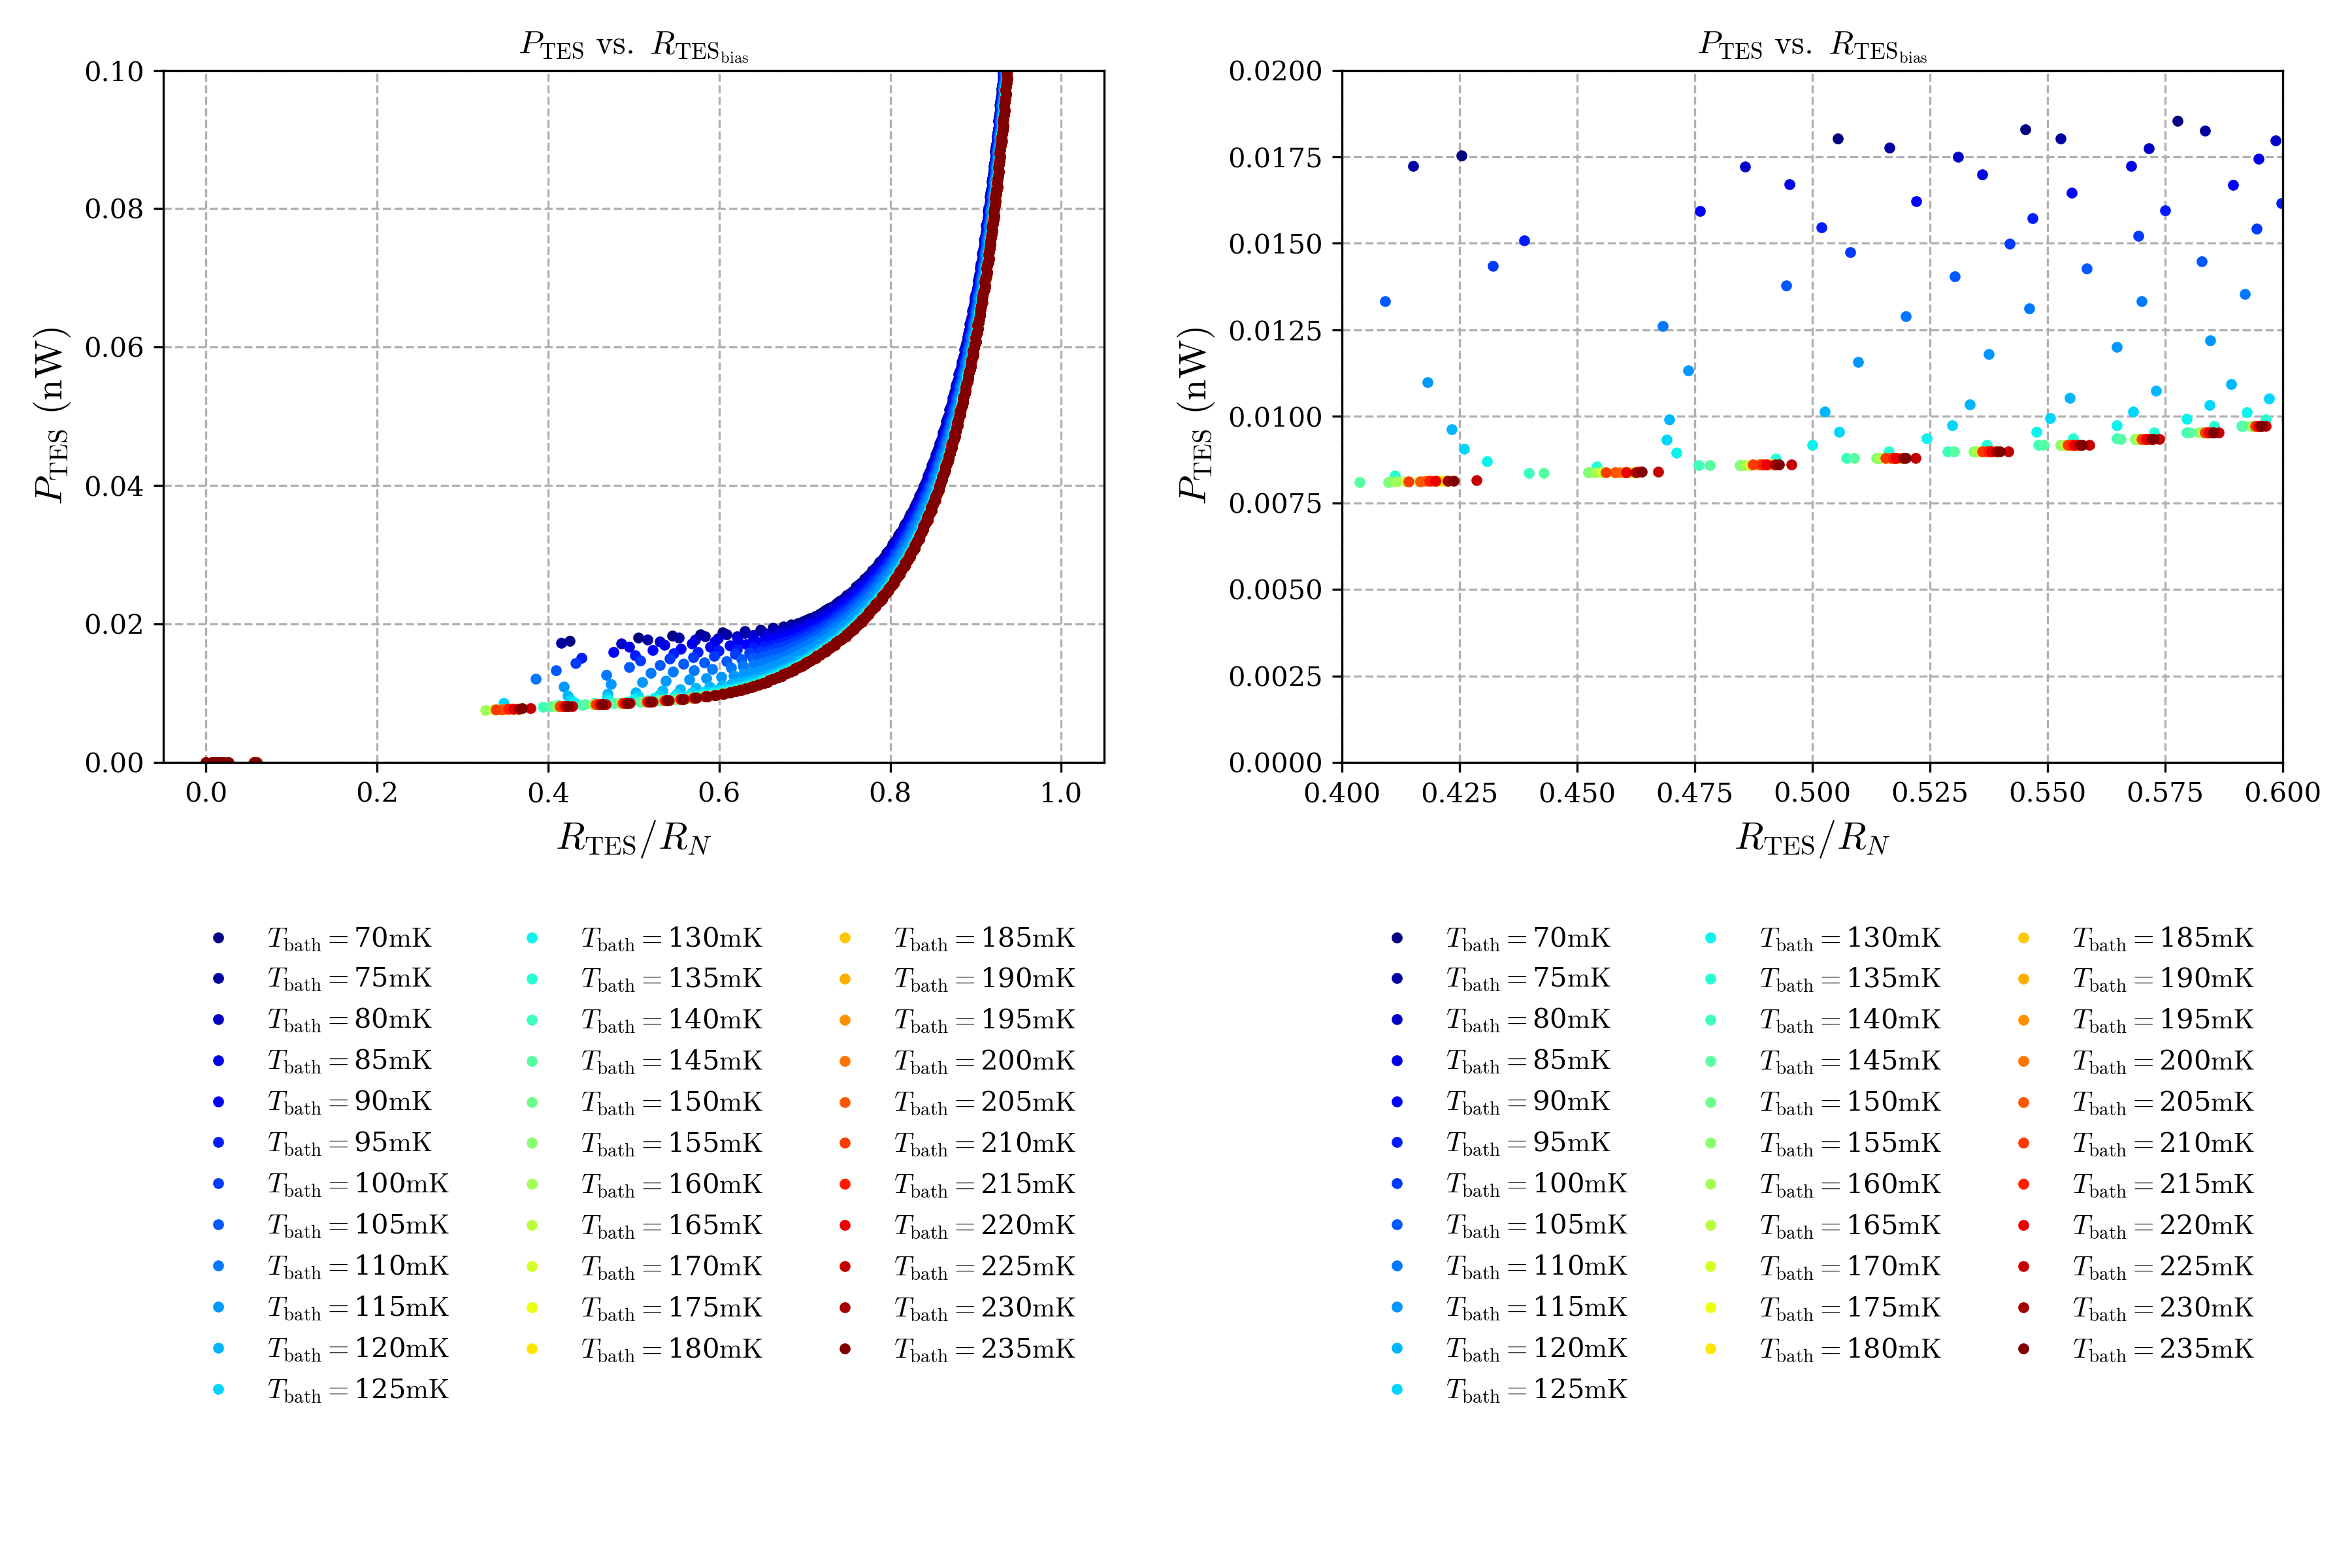 P_TES vs. R_TES_bias
0.10
0.08
0.06
0.04
0.02
0.00
P_TES (nW)
0.0 0.2 0.4 0.6 0.8 1.0
R_TES/R_N
T_bath = 70mK
T_bath = 75mK
T_bath = 80mK
T_bath = 85mK
T_bath = 90mK
T_bath = 95mK
T_bath = 100mK
T_bath = 105mK
T_bath = 110mK
T_bath = 115mK
T_bath = 120mK
T_bath = 125mK
T_bath = 130mK
T_bath = 135mK
T_bath = 140mK
T_bath = 145mK
T_bath = 150mK
T_bath = 155mK
T_bath = 160mK
T_bath = 165mK
T_bath = 170mK
T_bath = 175mK
T_bath = 180mK
T_bath = 185mK
T_bath = 190mK
T_bath = 195mK
T_bath = 200mK
T_bath = 205mK
T_bath = 210mK
T_bath = 215mK
T_bath = 220mK
T_bath = 225mK
T_bath = 230mK
T_bath = 235mK
P_TES vs. R_TES_bias
0.0200
0.0175
0.0150
0.0125
0.0100
0.0075
0.0050
0.0025
0.0000
P_TES (nW)
0.400 0.425 0.450 0.475 0.500 0.525 0.550 0.575 0.600
R_TES/R_N
T_bath = 70mK
T_bath = 75mK
T_bath = 80mK
T_bath = 85mK
T_bath = 90mK
T_bath = 95mK
T_bath = 100mK
T_bath = 105mK
T_bath = 110mK
T_bath = 115mK
T_bath = 120mK
T_bath = 125mK
T_bath = 130mK
T_bath = 135mK
T_bath = 140mK
T_bath = 145mK
T_bath = 150mK
T_bath = 155mK
T_bath = 160mK
T_bath = 165mK
T_bath = 170mK
T_bath = 175mK
T_bath = 180mK
T_bath = 185mK
T_bath = 190mK
T_bath = 195mK
T_bath = 200mK
T_bath = 205mK
T_bath = 210mK
T_bath = 215mK
T_bath = 220mK
T_bath = 225mK
T_bath = 230mK
T_bath = 235mK